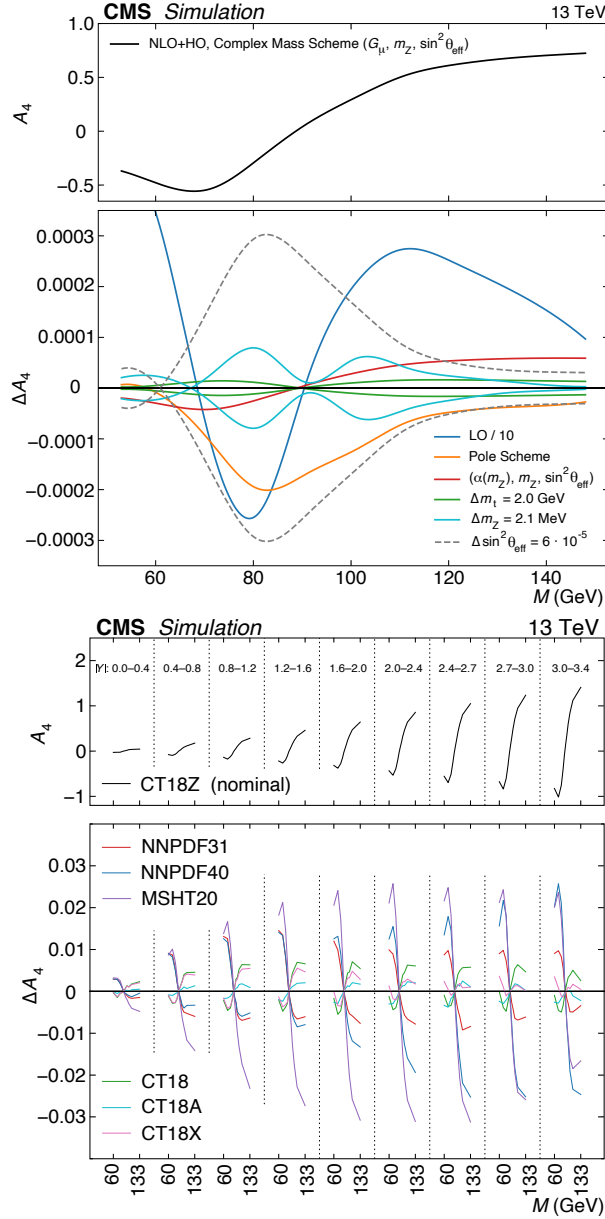 CMS Simulation 13 TeV
NLO+HO, Complex Mass Scheme (Gμ, mZ, sin²θeff)
A4
1.0
0.5
0
−0.5
ΔA4
0.0003
0.0002
0.0001
0
−0.0001
−0.0002
−0.0003
LO / 10
Pole Scheme
(α(mZ), mZ, sin²θeff)
Δmt = 2.0 GeV
ΔmZ = 2.1 MeV
Δsin²θeff = 6 · 10⁻⁵
60 80 100 120 140
M (GeV)
CMS Simulation 13 TeV
|Y|: 0.0–0.4 0.4–0.8 0.8–1.2 1.2–1.6 1.6–2.0 2.0–2.4 2.4–2.7 2.7–3.0 3.0–3.4
A4
2
1
0
−1
CT18Z (nominal)
ΔA4
0.03
0.02
0.01
0
−0.01
−0.02
−0.03
NNPDF31
NNPDF40
MSHT20
CT18
CT18A
CT18X
60 133 60 133 60 133 60 133 60 133 60 133 60 133 60 133 60 133
M (GeV)